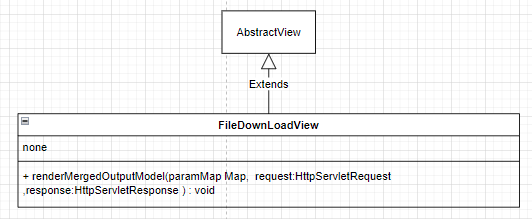 AbstractView
Extends
FileDownLoadView
none
+ renderMergedOutputModel(paramMap Map,  request:HttpServletRequest
,response:HttpServletResponse ) : void